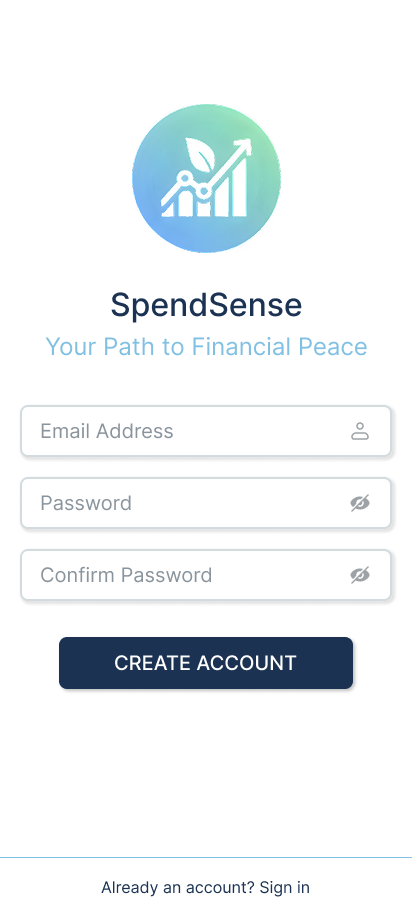 SpendSense
Your Path to Financial Peace
Email Address
Password
Confirm Password
CREATE ACCOUNT
Already an account? Sign in